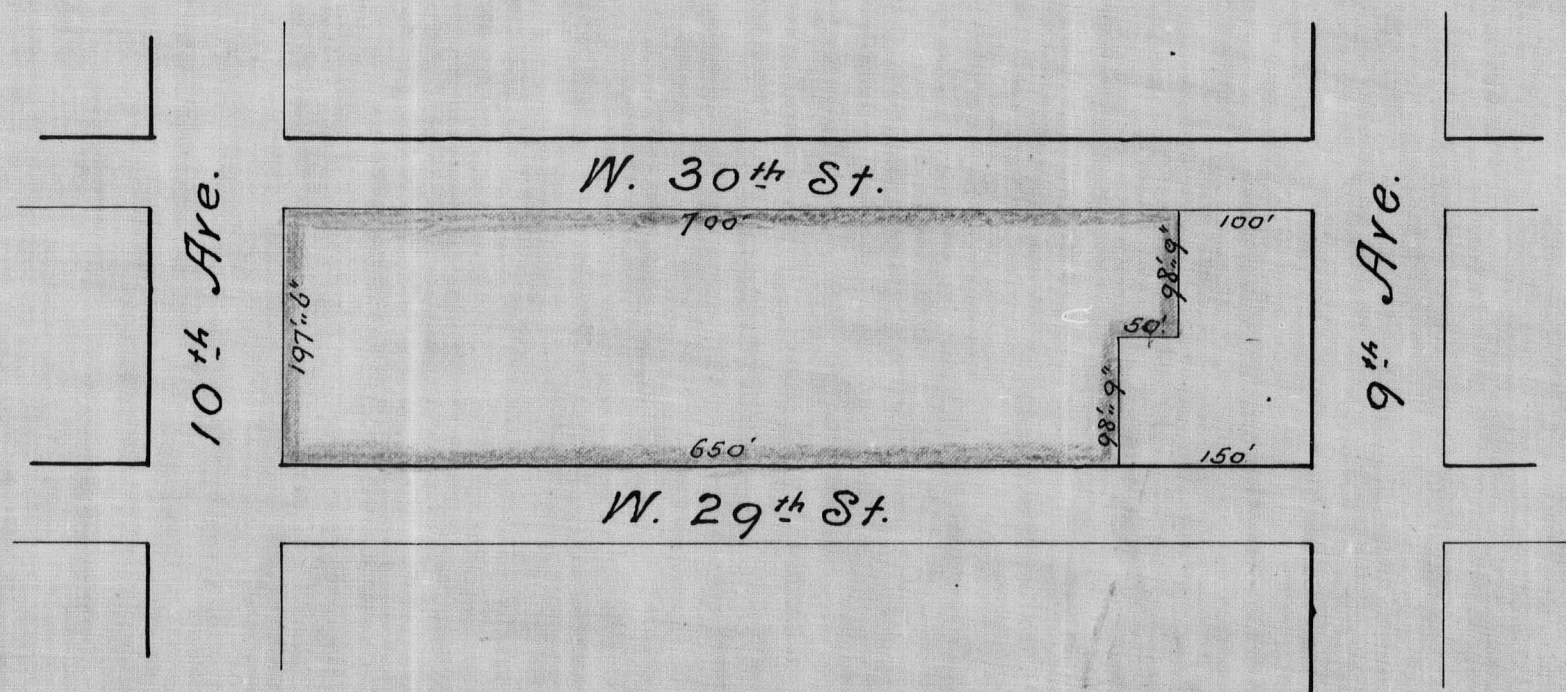 W. 30th St.
700'
100'
10th Ave.
197'"6"
98'"9"
50'
98'"9"
9th Ave.
650'
150'
W. 29th St.